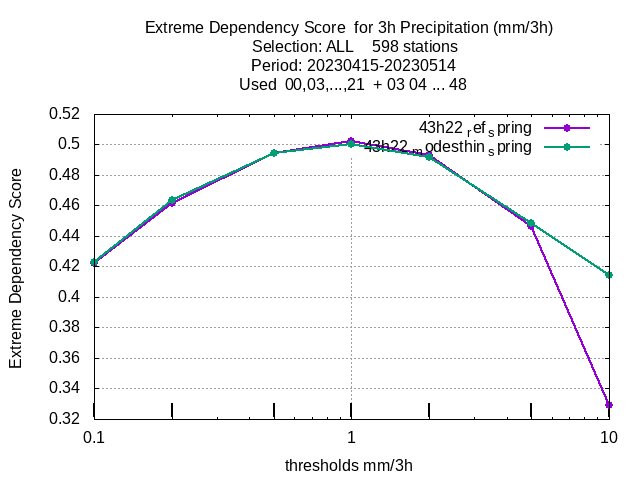 Extreme Dependency Score  for 3h Precipitation (mm/3h)
Selection: ALL    598 stations
Period: 20230415-20230514
Used  00,03,...,21  + 03 04 ... 48
43h22 ref spring
43h22 modesthin spring
Extreme Dependency Score
0.52
0.5
0.48
0.46
0.44
0.42
0.4
0.38
0.36
0.34
0.32
0.1
1
10
thresholds mm/3h